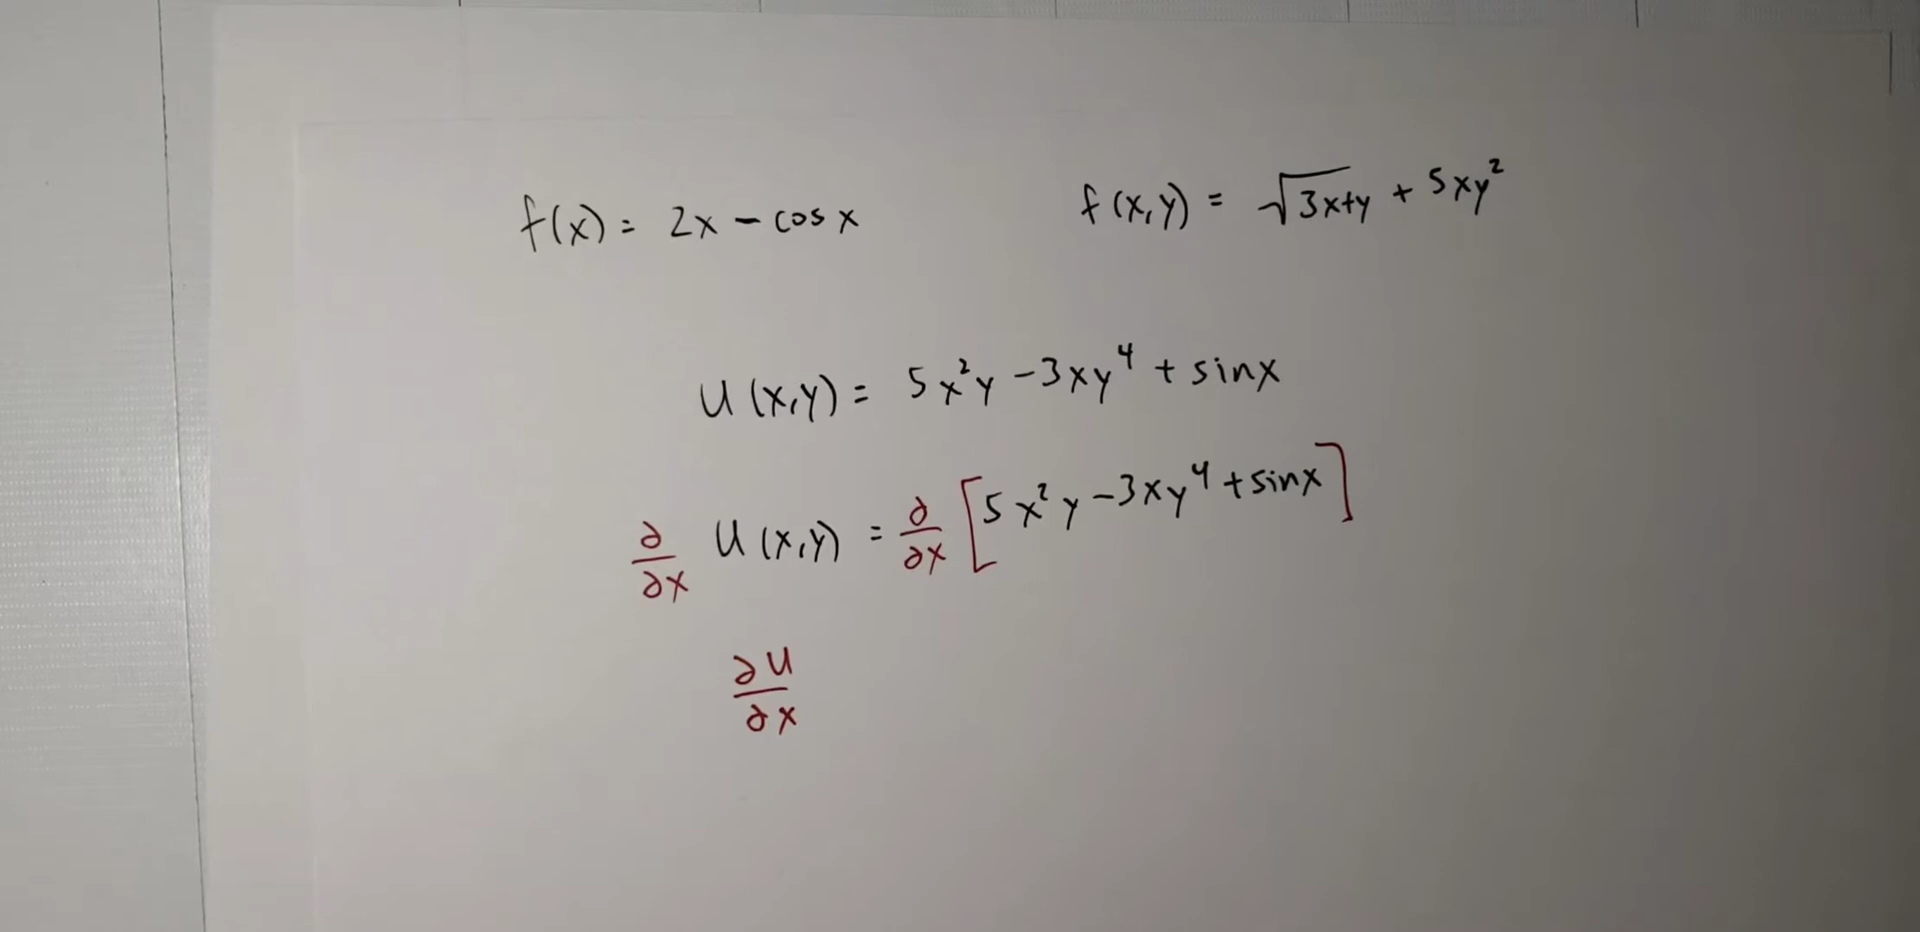 f(x) = 2x - cos x
f(x,y) = √3x+y + 5xy²
U(x,y) = 5x²y - 3xy⁴ + sinx
∂/∂x U(x,y) = ∂/∂x [5x²y - 3xy⁴ + sinx]
∂U/∂x